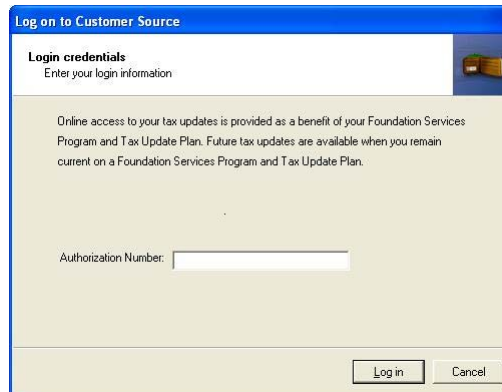 Log on to Customer Source
Login credentials
Enter your login information
Online access to your tax updates is provided as a benefit of your Foundation Services
Program and Tax Update Plan. Future tax updates are available when you remain
current on a Foundation Services Program and Tax Update Plan.
Authorization Number:
Log in Cancel